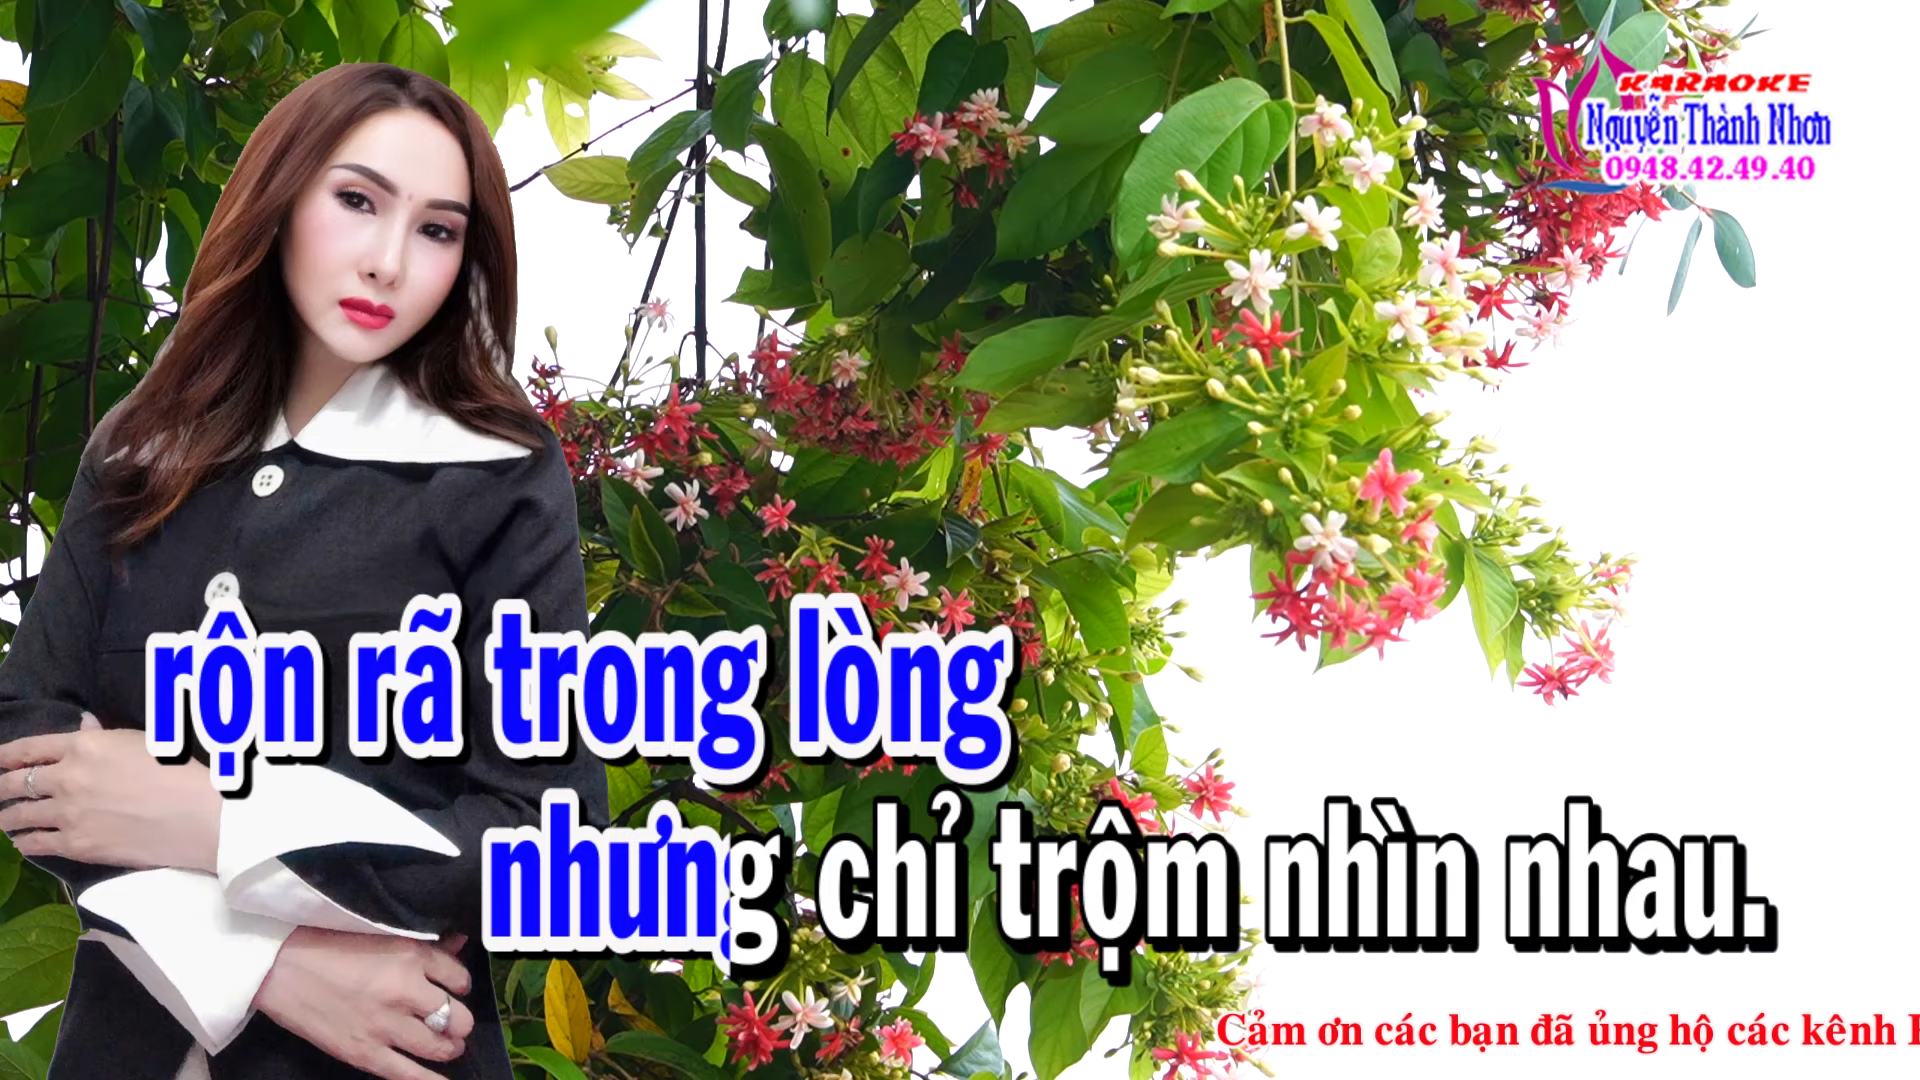 KARAOKE
Nguyễn Thành Nhơn
0948.42.49.40
rộn rã trong lòng
nhưng chỉ trộm nhìn nhau.
Cảm ơn các bạn đã ủng hộ các kênh